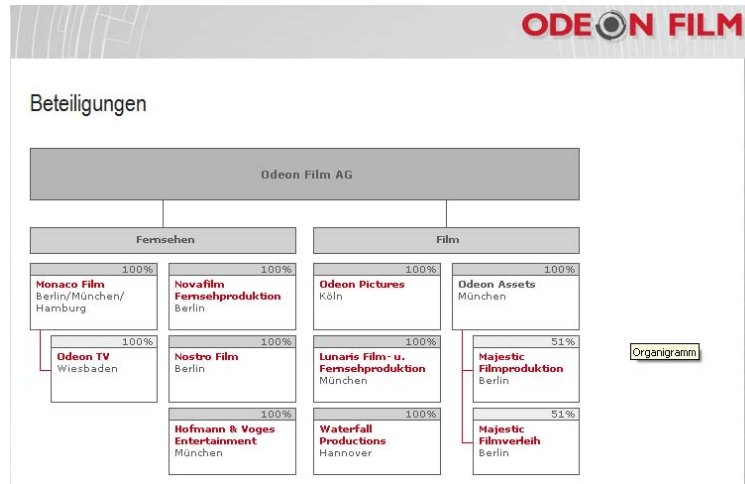 ODEON FILM
Beteiligungen
Odeon Film AG
Fernsehen
Film
100%
Monaco Film
Berlin/München/
Hamburg
100%
Novafilm
Fernsehproduktion
Berlin
100%
Odeon Pictures
Köln
100%
Odeon Assets
München
100%
Odeon TV
Wiesbaden
100%
Nostro Film
Berlin
100%
Lunaris Film- u.
Fernsehproduktion
München
51%
Majestic
Filmproduktion
Berlin
Organigramm
100%
Hofmann & Voges
Entertainment
München
100%
Waterfall
Productions
Hannover
51%
Majestic
Filmverleih
Berlin